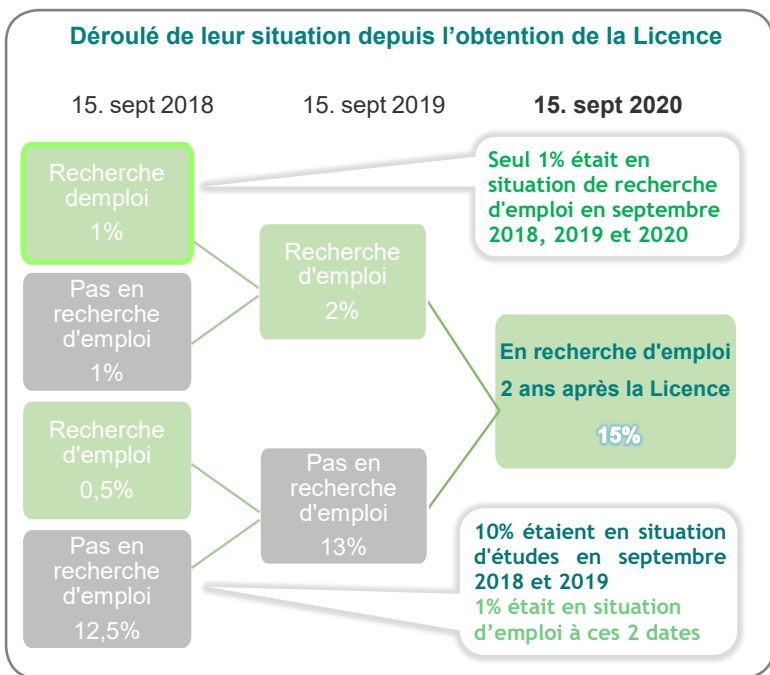 Déroulé de leur situation depuis l'obtention de la Licence
15. sept 2018
15. sept 2019
15. sept 2020
Recherche
demploi
1%
Seul 1% était en
situation de recherche
d'emploi en septembre
2018, 2019 et 2020
Recherche
d'emploi
2%
Pas en
recherche
d'emploi
1%
En recherche d'emploi
2 ans après la Licence
15%
Recherche
d'emploi
0,5%
Pas en
recherche
d'emploi
13%
Pas en
recherche
d'emploi
12,5%
10% étaient en situation
d'études en septembre
2018 et 2019
1% était en situation
d’emploi à ces 2 dates